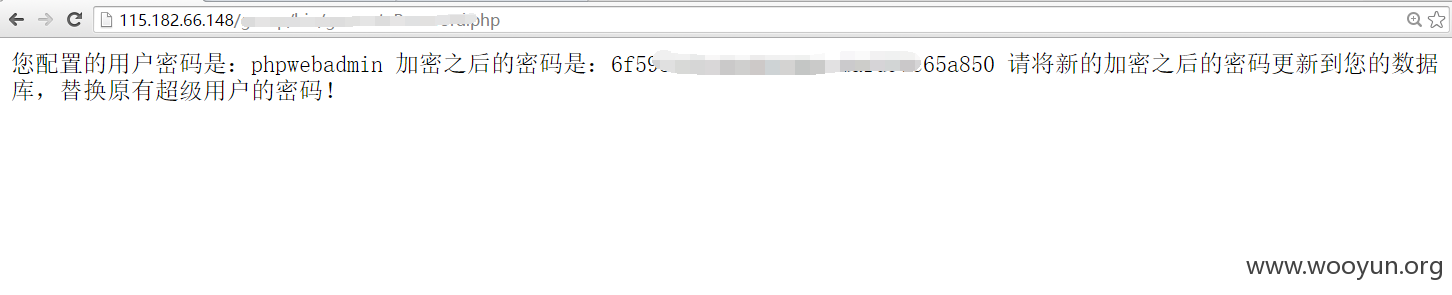 115.182.66.148/ .php
您配置的用户密码是：phpwebadmin 加密之后的密码是：6f59 65a850 请将新的加密之后的密码更新到您的数据
库，替换原有超级用户的密码！
www.wooyun.org